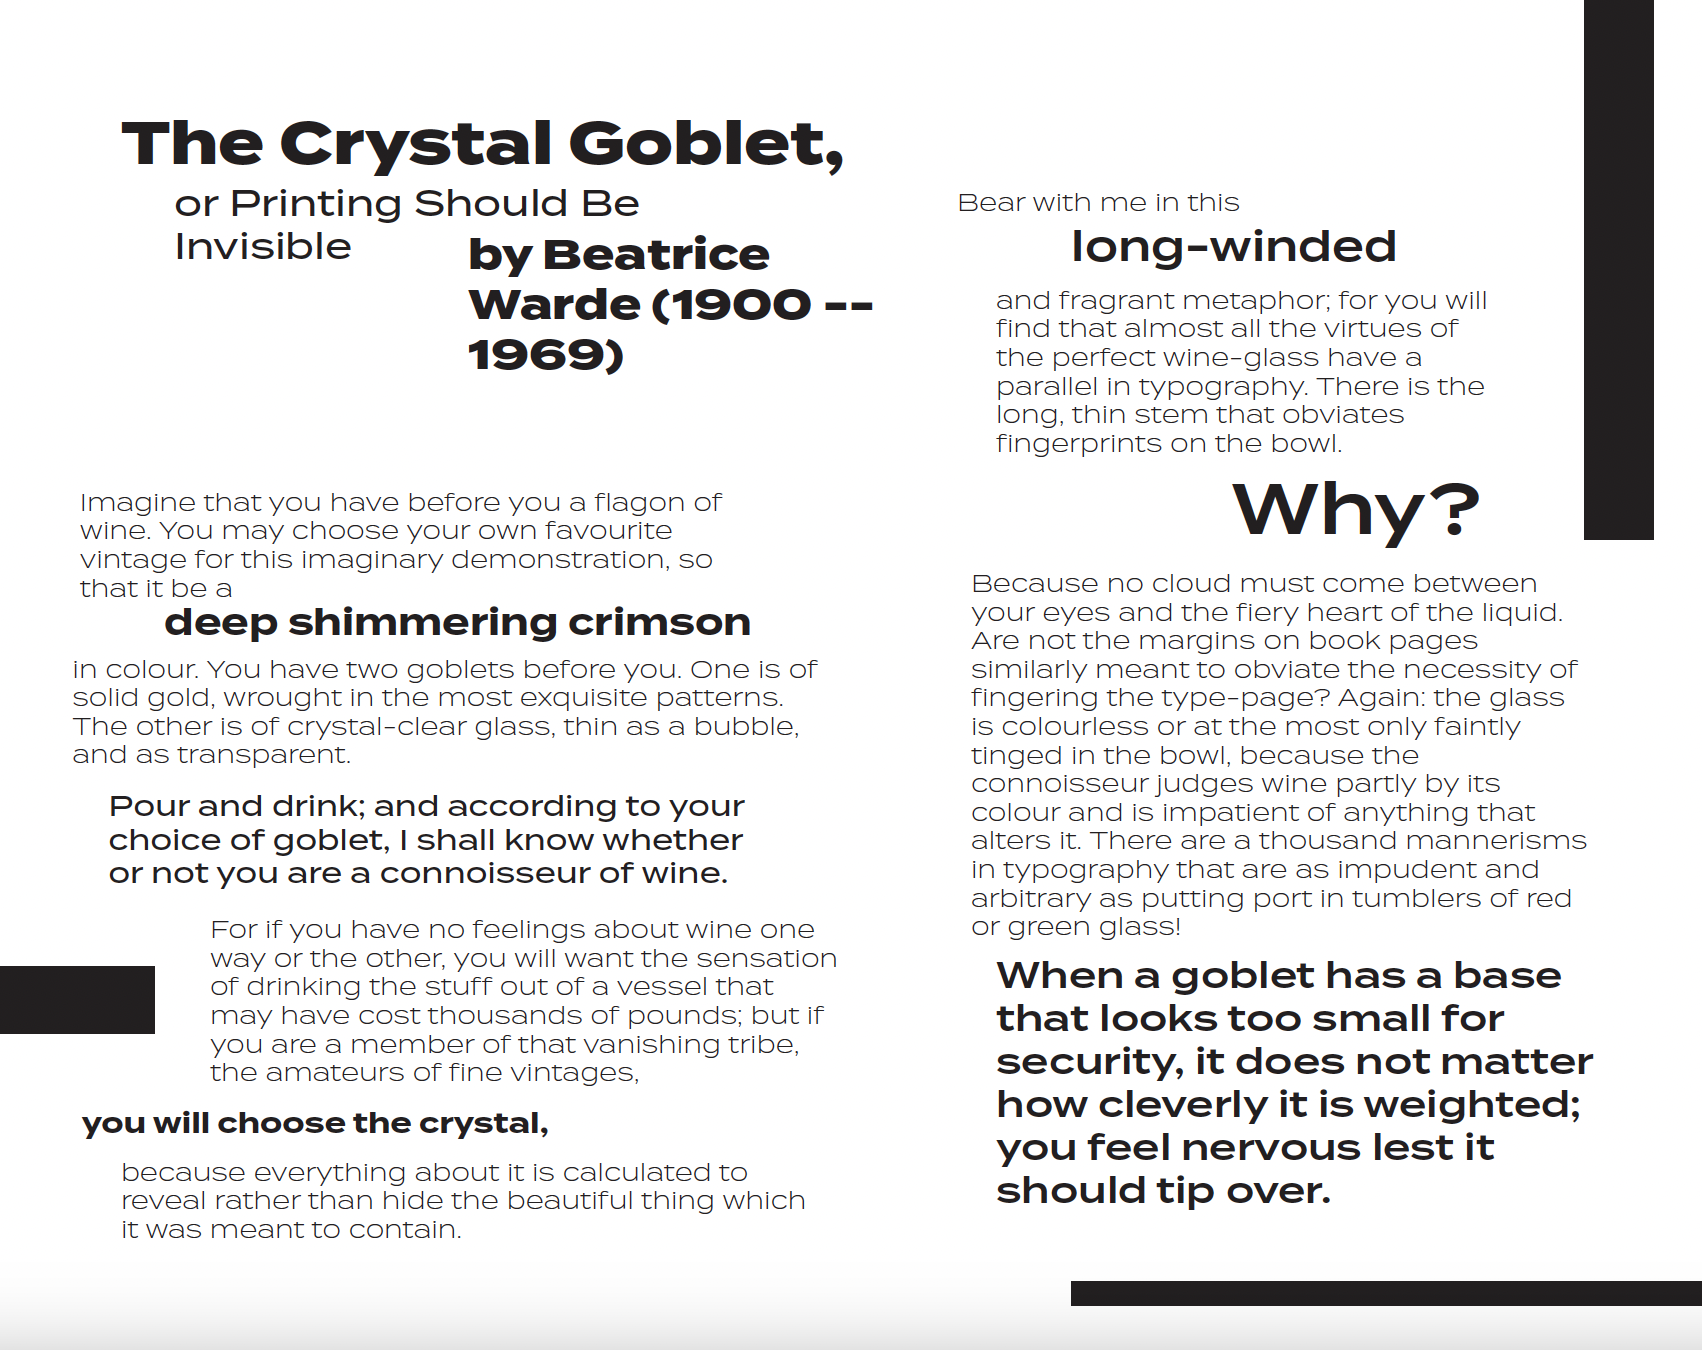 The Crystal Goblet,
or Printing Should Be
Invisible
by Beatrice
Warde (1900 --
1969)
Imagine that you have before you a flagon of
wine. You may choose your own favourite
vintage for this imaginary demonstration, so
that it be a
deep shimmering crimson
in colour. You have two goblets before you. One is of
solid gold, wrought in the most exquisite patterns.
The other is of crystal-clear glass, thin as a bubble,
and as transparent.
Pour and drink; and according to your
choice of goblet, I shall know whether
or not you are a connoisseur of wine.
For if you have no feelings about wine one
way or the other, you will want the sensation
of drinking the stuff out of a vessel that
may have cost thousands of pounds; but if
you are a member of that vanishing tribe,
the amateurs of fine vintages,
you will choose the crystal,
because everything about it is calculated to
reveal rather than hide the beautiful thing which
it was meant to contain.
Bear with me in this
long-winded
and fragrant metaphor; for you will
find that almost all the virtues of
the perfect wine-glass have a
parallel in typography. There is the
long, thin stem that obviates
fingerprints on the bowl.
Why?
Because no cloud must come between
your eyes and the fiery heart of the liquid.
Are not the margins on book pages
similarly meant to obviate the necessity of
fingering the type-page? Again: the glass
is colourless or at the most only faintly
tinged in the bowl, because the
connoisseur judges wine partly by its
colour and is impatient of anything that
alters it. There are a thousand mannerisms
in typography that are as impudent and
arbitrary as putting port in tumblers of red
or green glass!
When a goblet has a base
that looks too small for
security, it does not matter
how cleverly it is weighted;
you feel nervous lest it
should tip over.